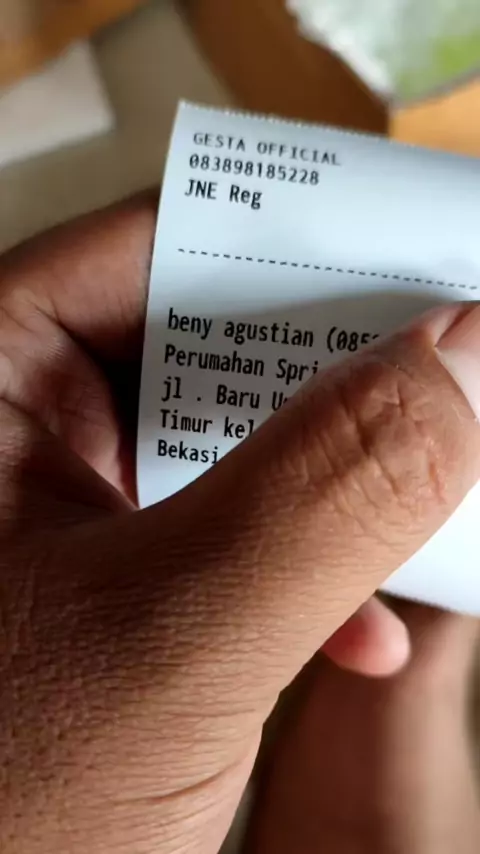 GESTA OFFICIAL
083898185228
JNE Reg
beny agustian
Perumahan
jl . Baru
Timur
Bekasi